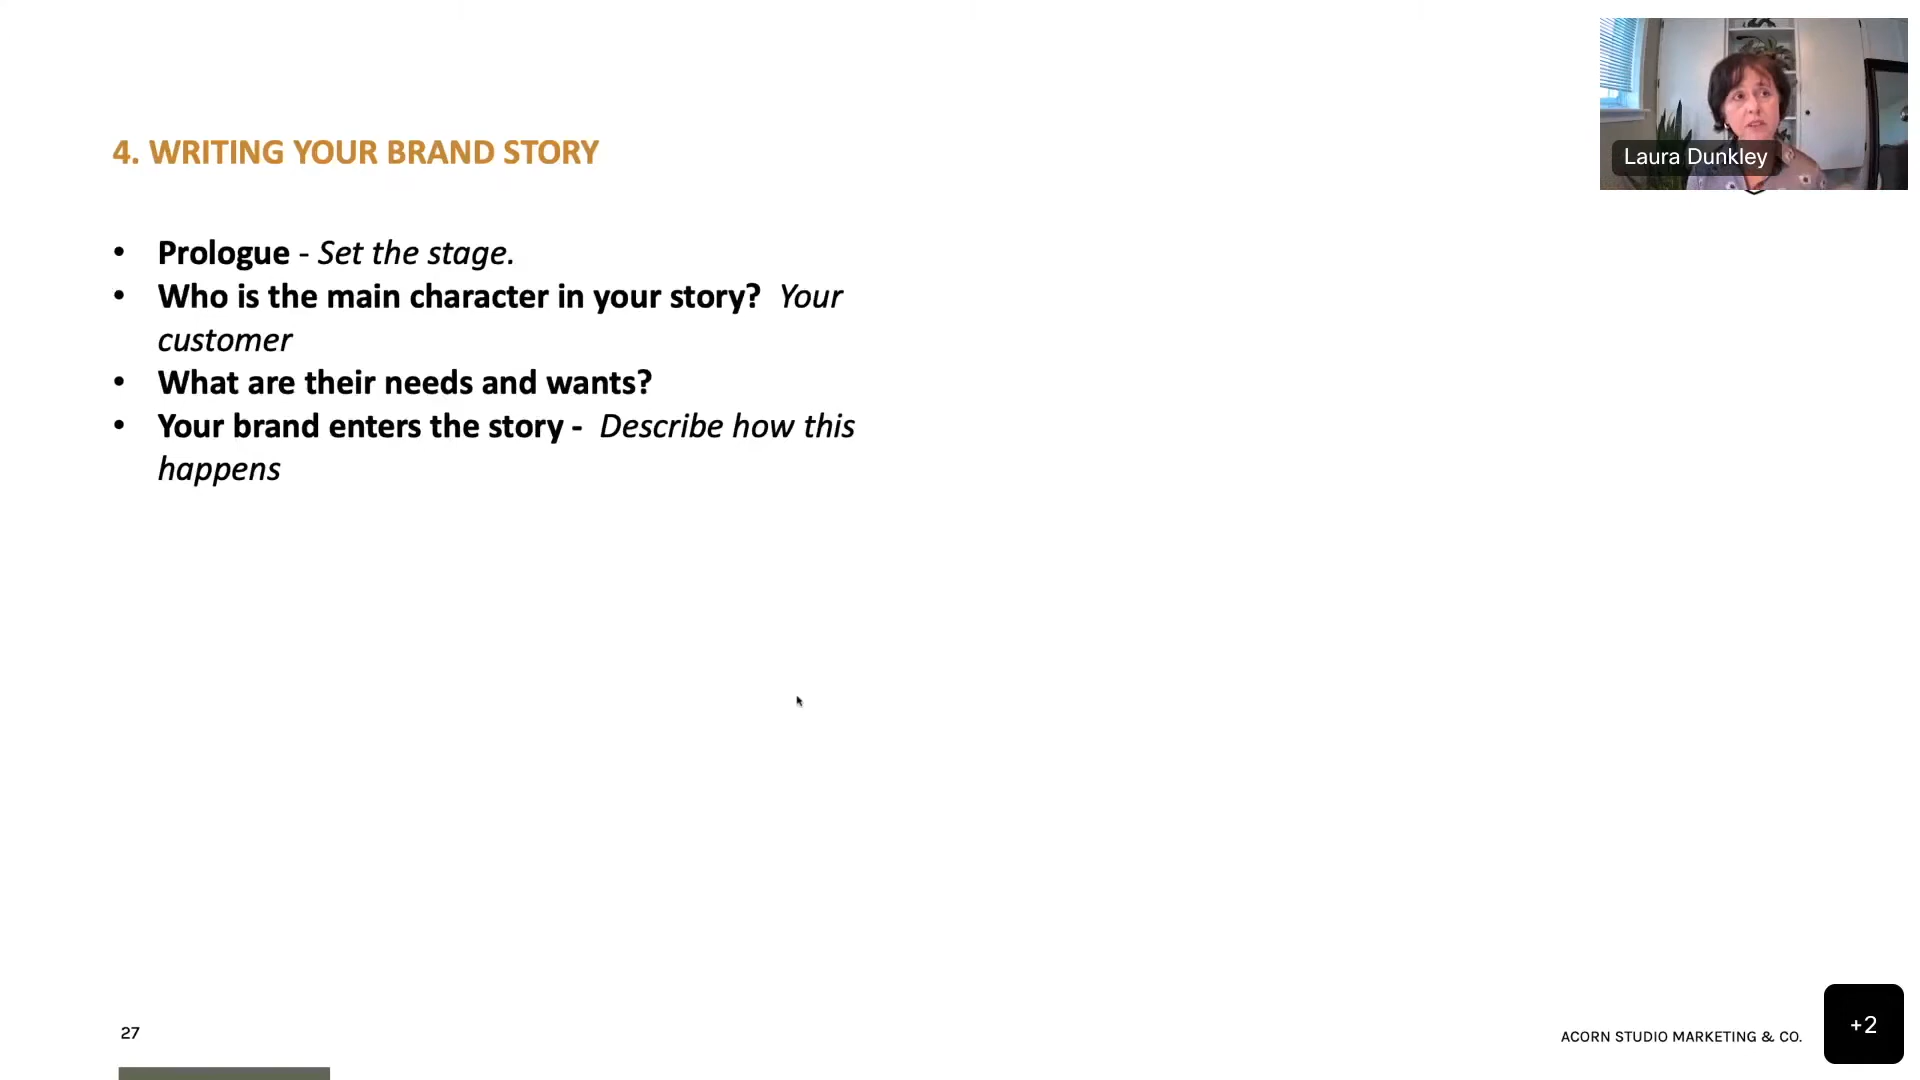 Laura Dunkley
4. WRITING YOUR BRAND STORY
• Prologue - Set the stage.
• Who is the main character in your story? Your
customer
• What are their needs and wants?
• Your brand enters the story - Describe how this
happens
27
ACORN STUDIO MARKETING & CO.
+2